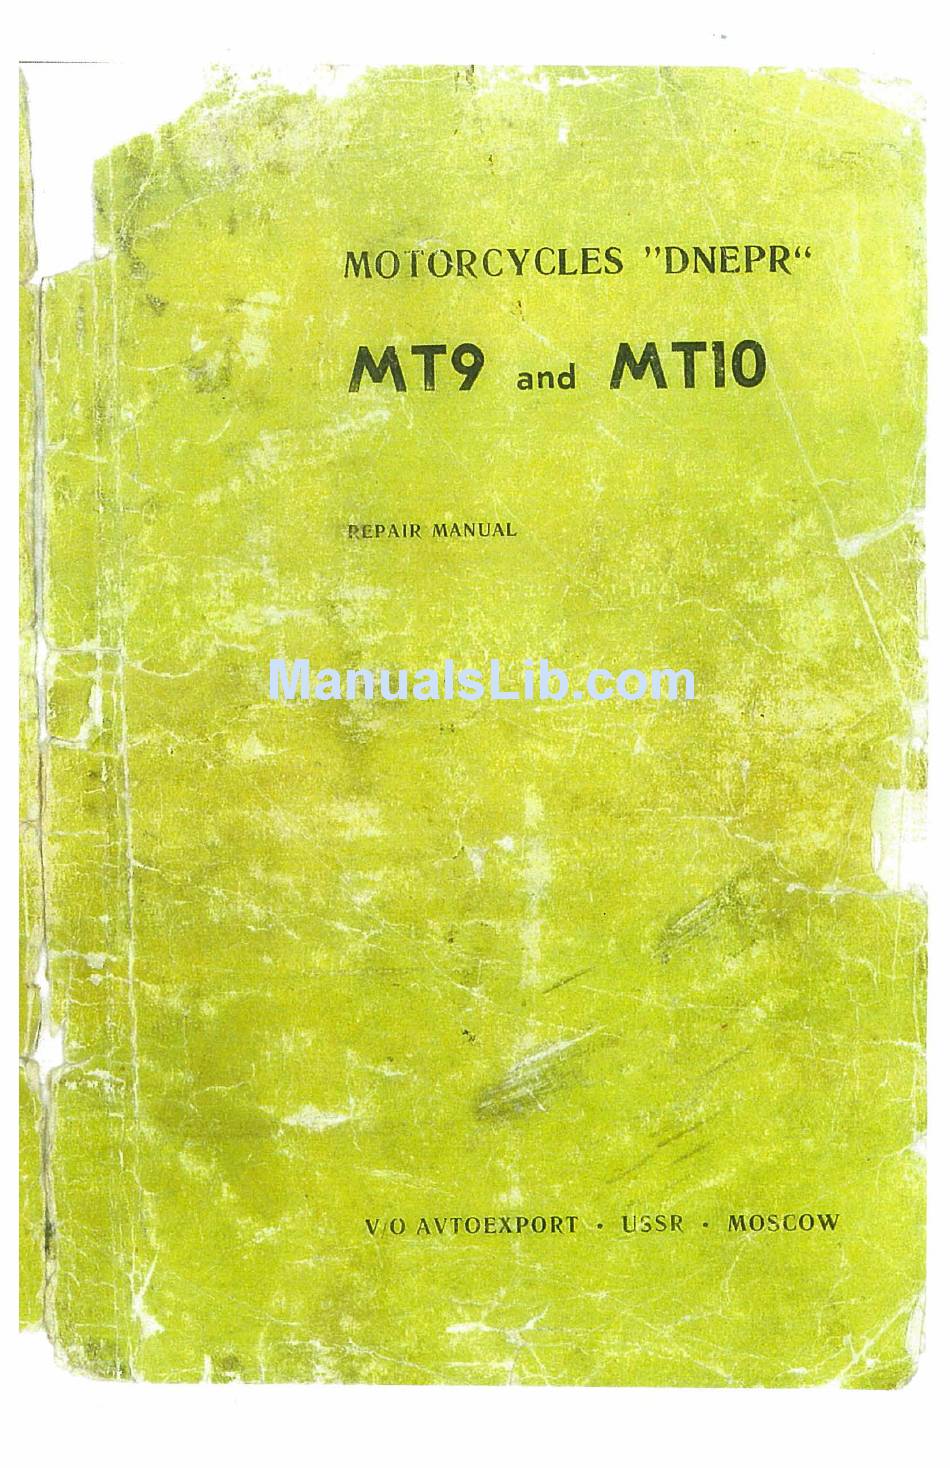 MOTORCYCLES "DNEPR“
MT9 and MT10
REPAIR MANUAL
ManualsLib.com
V/O AVTOEXPORT · USSR · MOSCOW